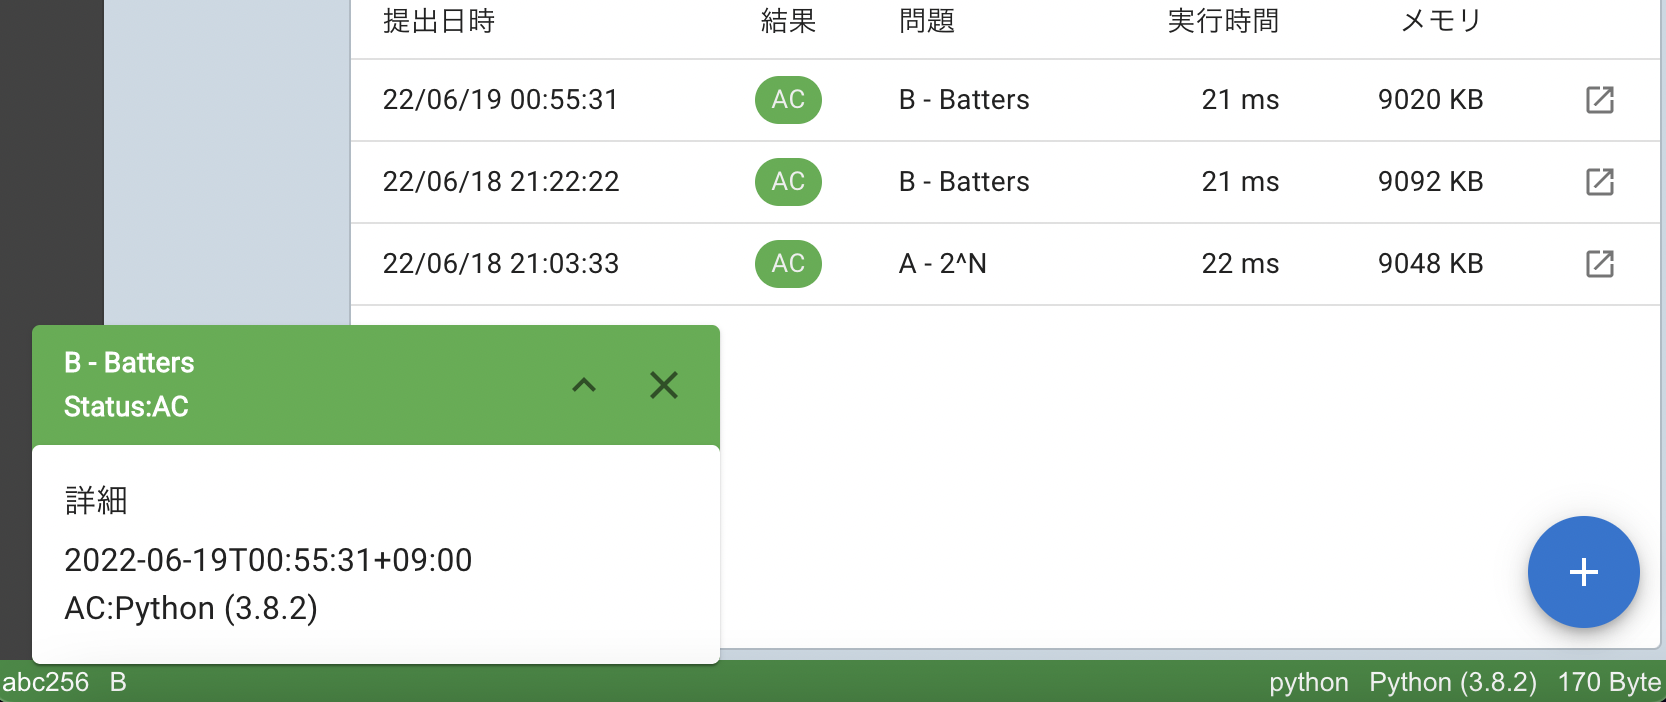 提出日時 結果 問題 実行時間 メモリ
22/06/19 00:55:31 AC B - Batters 21 ms 9020 KB
22/06/18 21:22:22 AC B - Batters 21 ms 9092 KB
22/06/18 21:03:33 AC A - 2^N 22 ms 9048 KB
B - Batters
Status:AC
詳細
2022-06-19T00:55:31+09:00
AC:Python (3.8.2)
abc256 B python Python (3.8.2) 170 Byte